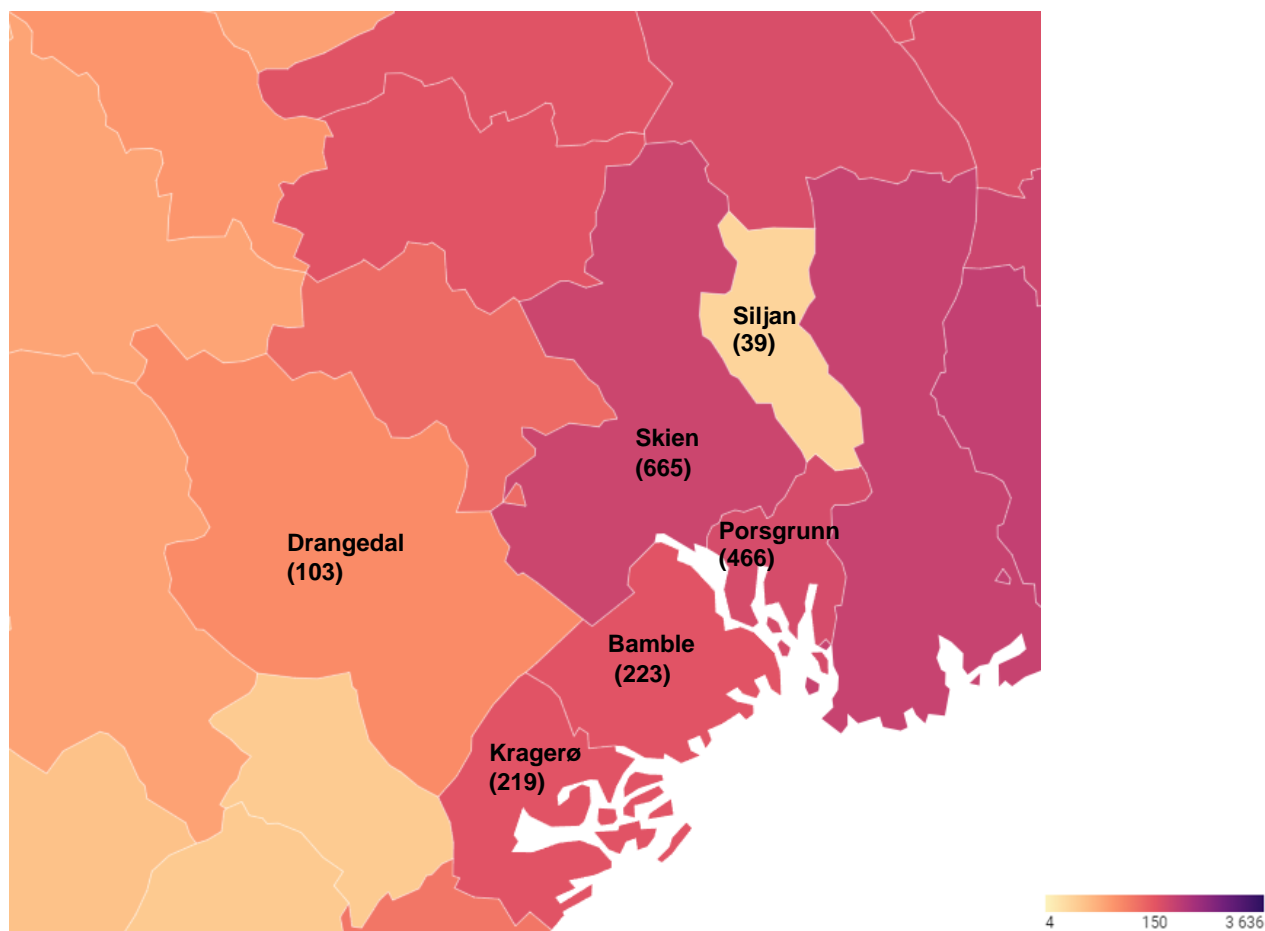 Siljan
(39)
Skien
(665)
Porsgrunn
(466)
Drangedal
(103)
Bamble
(223)
Kragerø
(219)
4 150 3 636